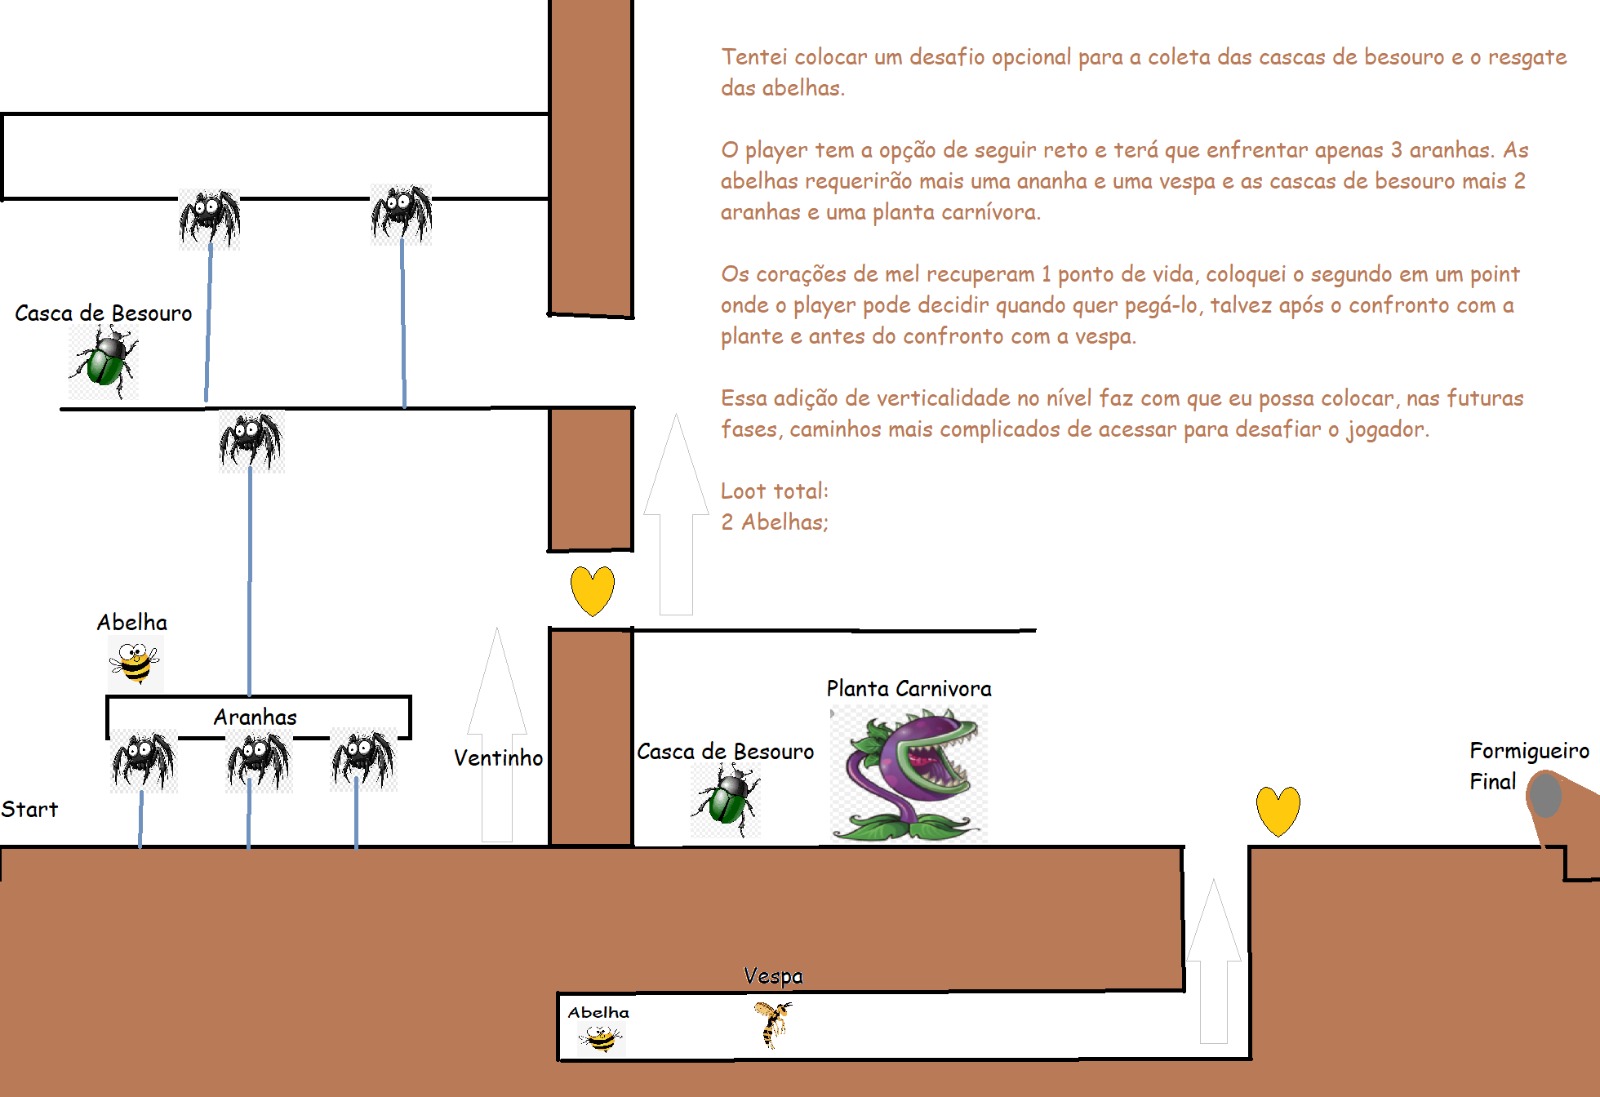 Tentei colocar um desafio opcional para a coleta das cascas de besouro e o resgate
das abelhas.
O player tem a opção de seguir reto e terá que enfrentar apenas 3 aranhas. As
abelhas requerirão mais uma ananha e uma vespa e as cascas de besouro mais 2
aranhas e uma planta carnívora.
Os corações de mel recuperam 1 ponto de vida, coloquei o segundo em um point
onde o player pode decidir quando quer pegá-lo, talvez após o confronto com a
plante e antes do confronto com a vespa.
Essa adição de verticalidade no nível faz com que eu possa colocar, nas futuras
fases, caminhos mais complicados de acessar para desafiar o jogador.
Loot total:
2 Abelhas;
Casca de Besouro
Abelha
Aranhas
Start
Ventinho
Casca de Besouro
Planta Carnivora
Formigueiro
Final
Vespa
Abelha